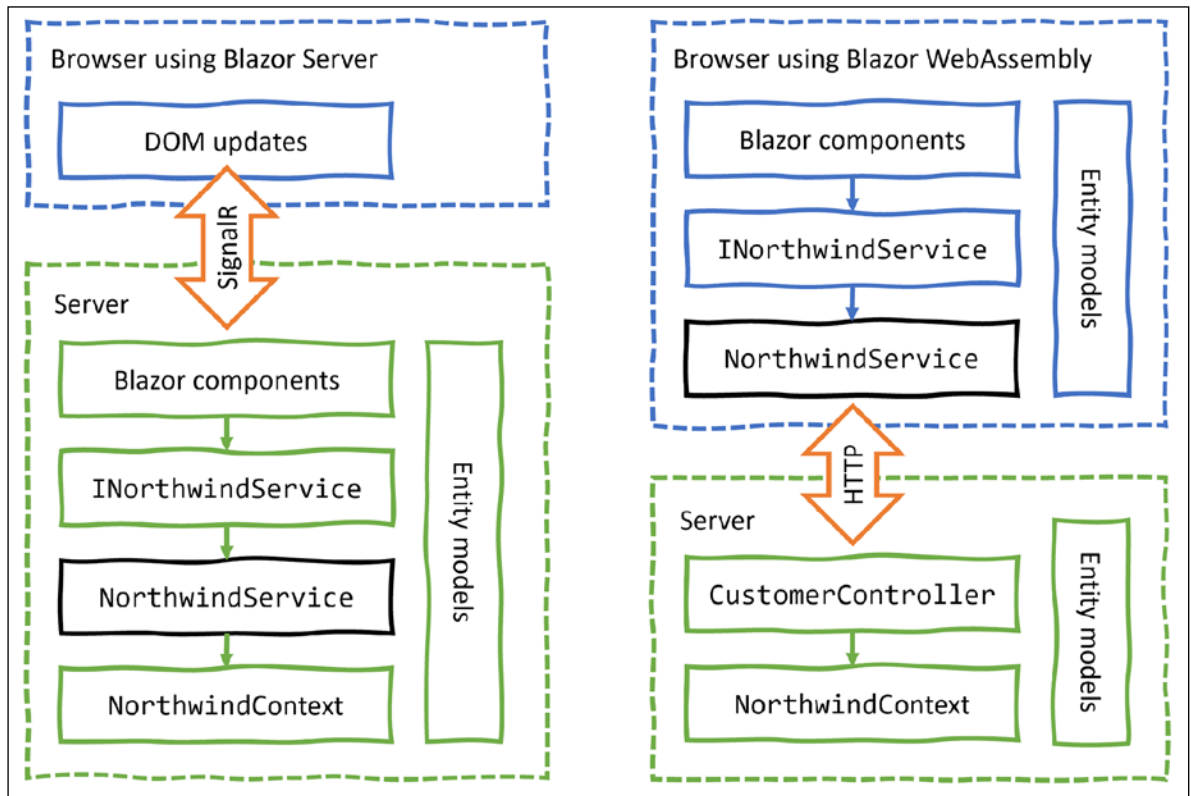 Browser using Blazor Server
DOM updates
SignalR
Server
Blazor components
INorthwindService
NorthwindService
NorthwindContext
Entity models
Browser using Blazor WebAssembly
Blazor components
INorthwindService
NorthwindService
Entity models
HTTP
Server
CustomerController
NorthwindContext
Entity models